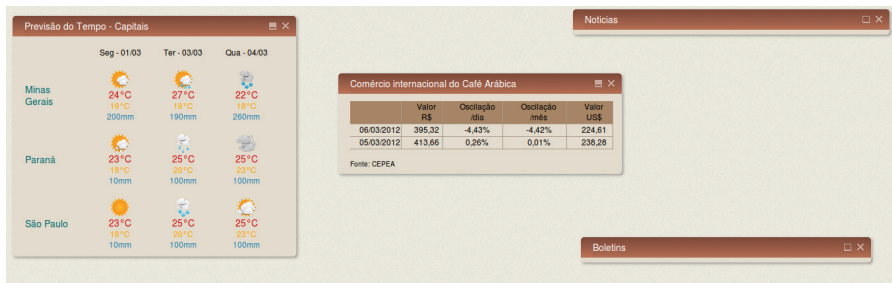 Previsão do Tempo - Capitais
Seg - 01/03 Ter - 03/03 Qua - 04/03
Minas Gerais
24°C 27°C 22°C
19°C 19°C 18°C
200mm 190mm 260mm
Paraná
23°C 25°C 25°C
18°C 20°C 23°C
10mm 100mm 100mm
São Paulo
23°C 25°C 25°C
18°C 20°C 23°C
10mm 100mm 100mm
Comércio internacional do Café Arábica
Valor R$ Oscilação /dia Oscilação /mês Valor US$
06/03/2012 395,32 -4,43% -4,42% 224,61
05/03/2012 413,66 0,26% 0,01% 238,28
Fonte: CEPEA
Noticias
Boletins